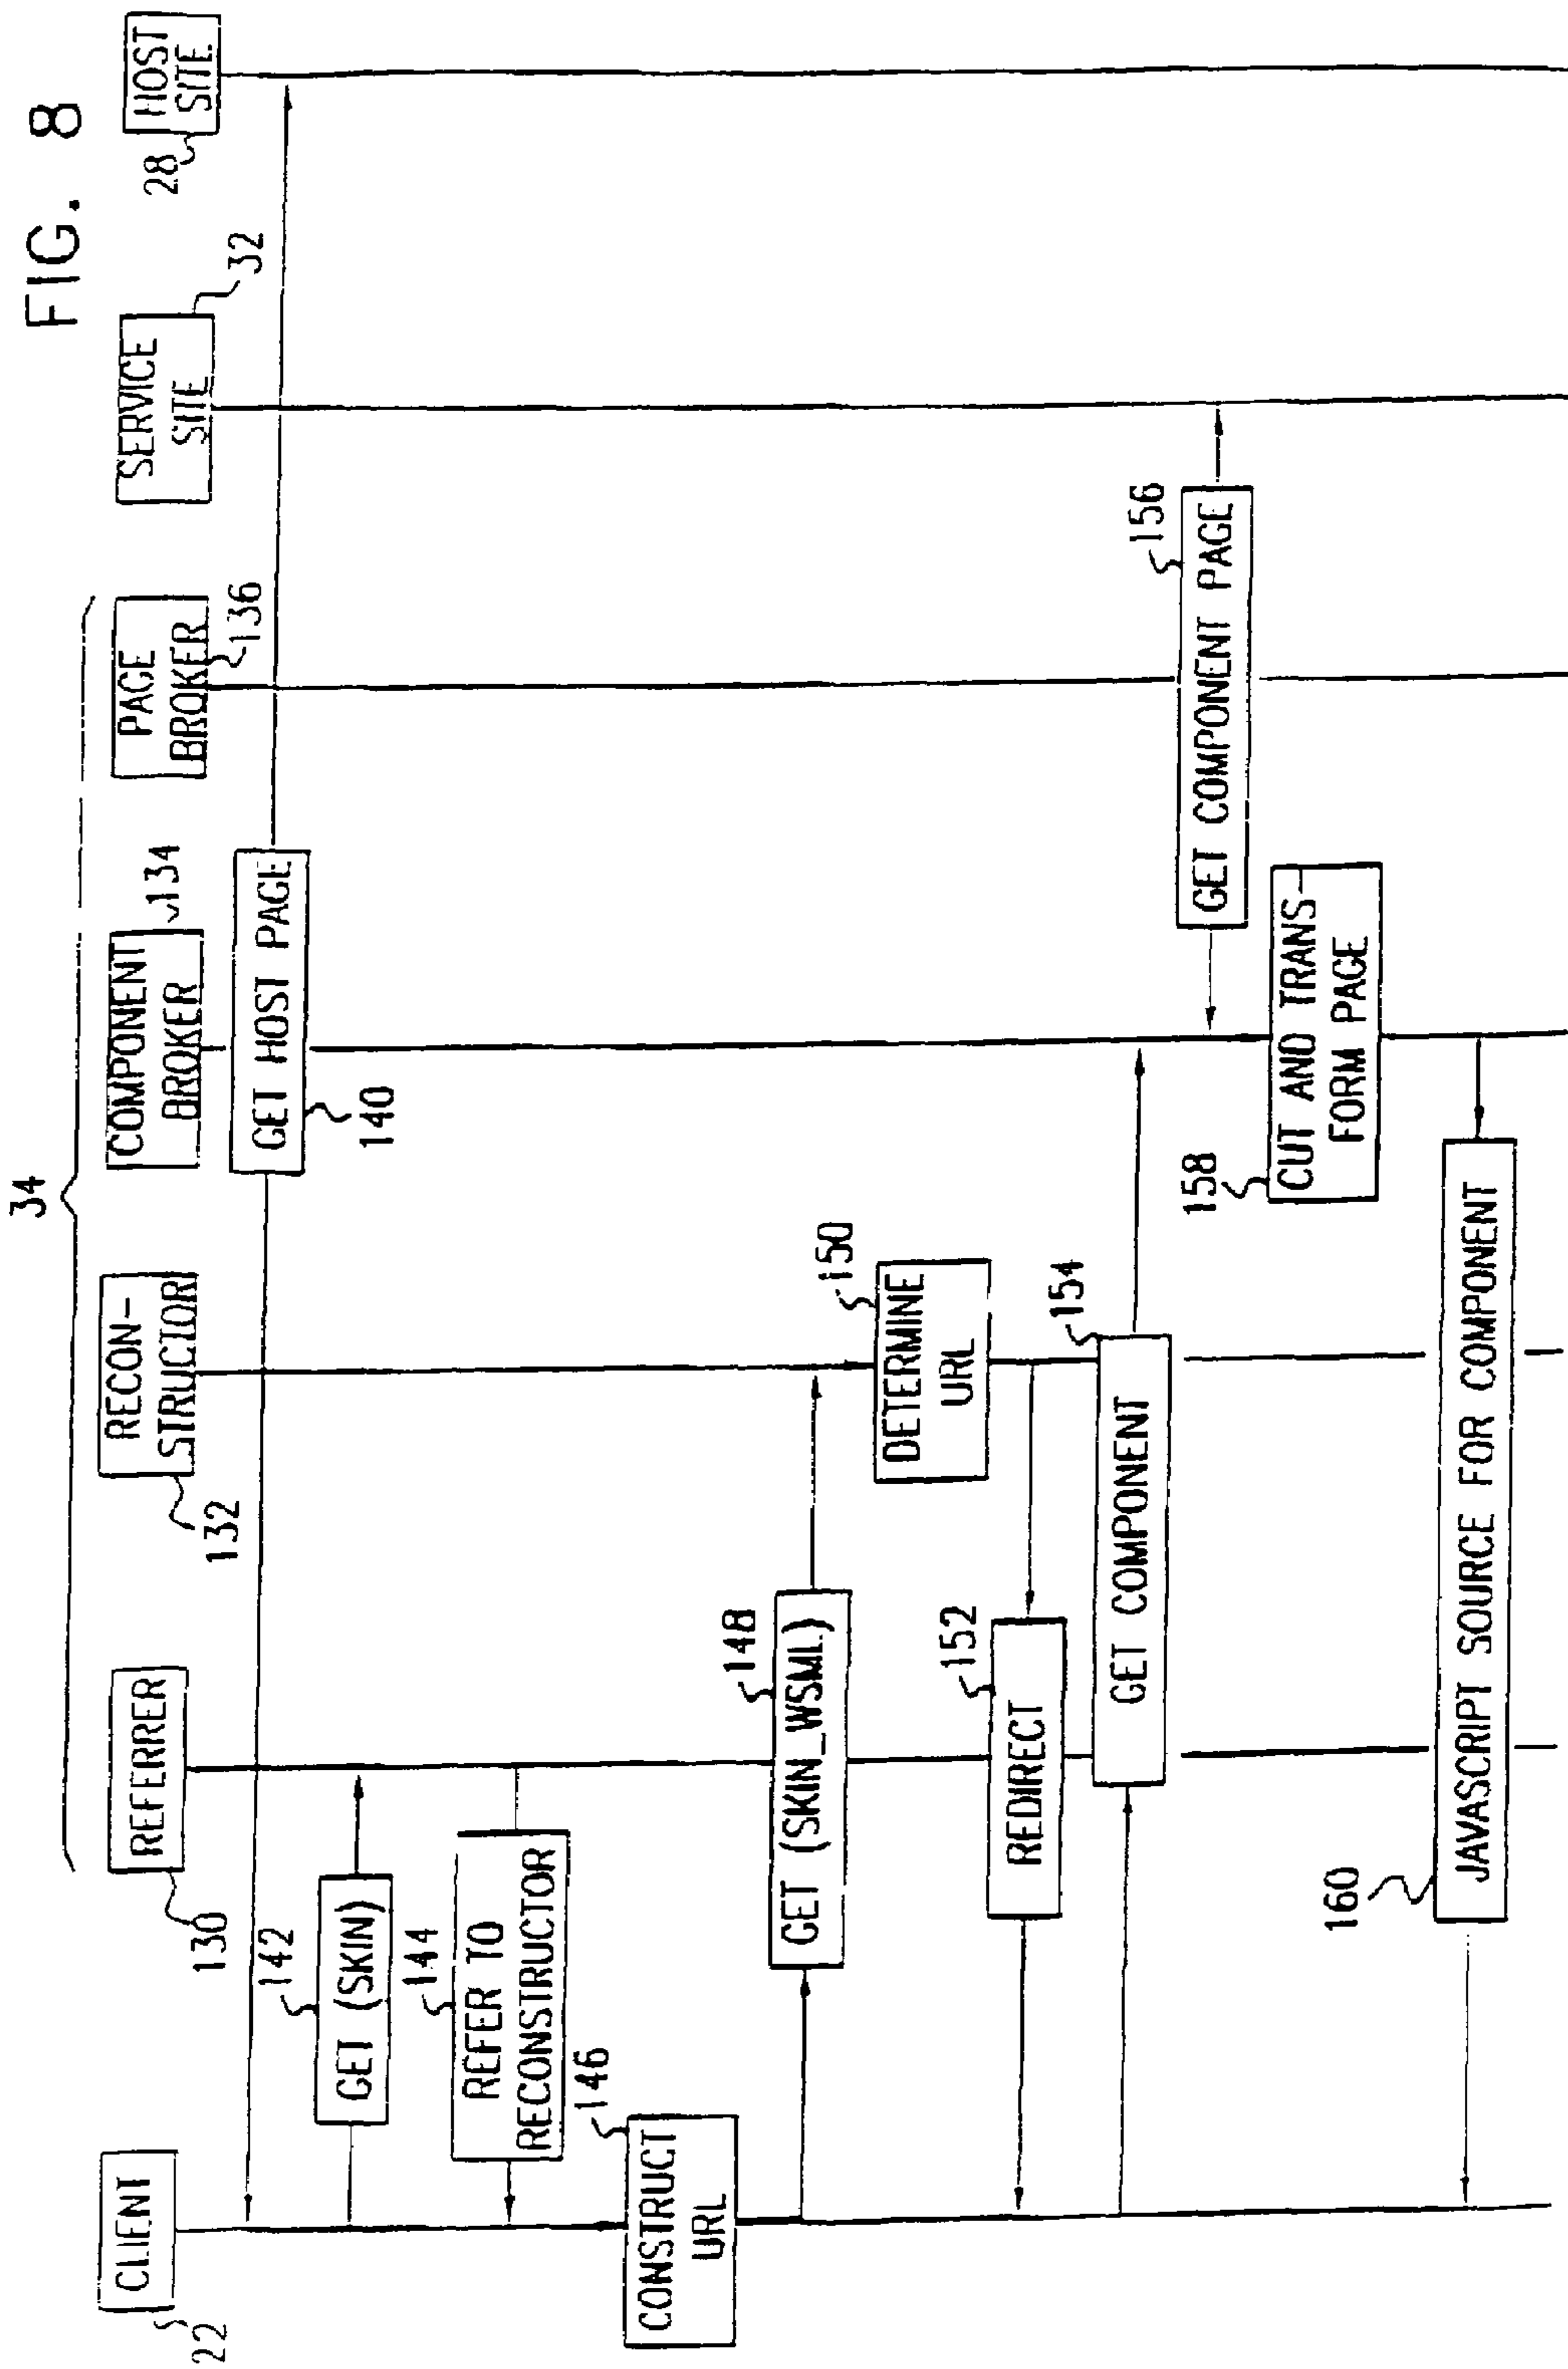 FIG. 8
34
CLIENT
22
REFERRER
130
RECON-
STRUCTOR
132
COMPONENT
BROKER
134
PAGE
BROKER
136
SERVICE
SITE
32
HOST
SITE
28
GET HOST PAGE
140
142
GET (SKIN)
144
REFER TO
RECONSTRUCTOR
146
CONSTRUCT
URL
148
GET (SKIN_WSML)
150
DETERMINE
URL
152
REDIRECT
154
GET COMPONENT
156
GET COMPONENT PAGE
158
CUT AND TRANS-
FORM PAGE
160
JAVASCRIPT SOURCE FOR COMPONENT